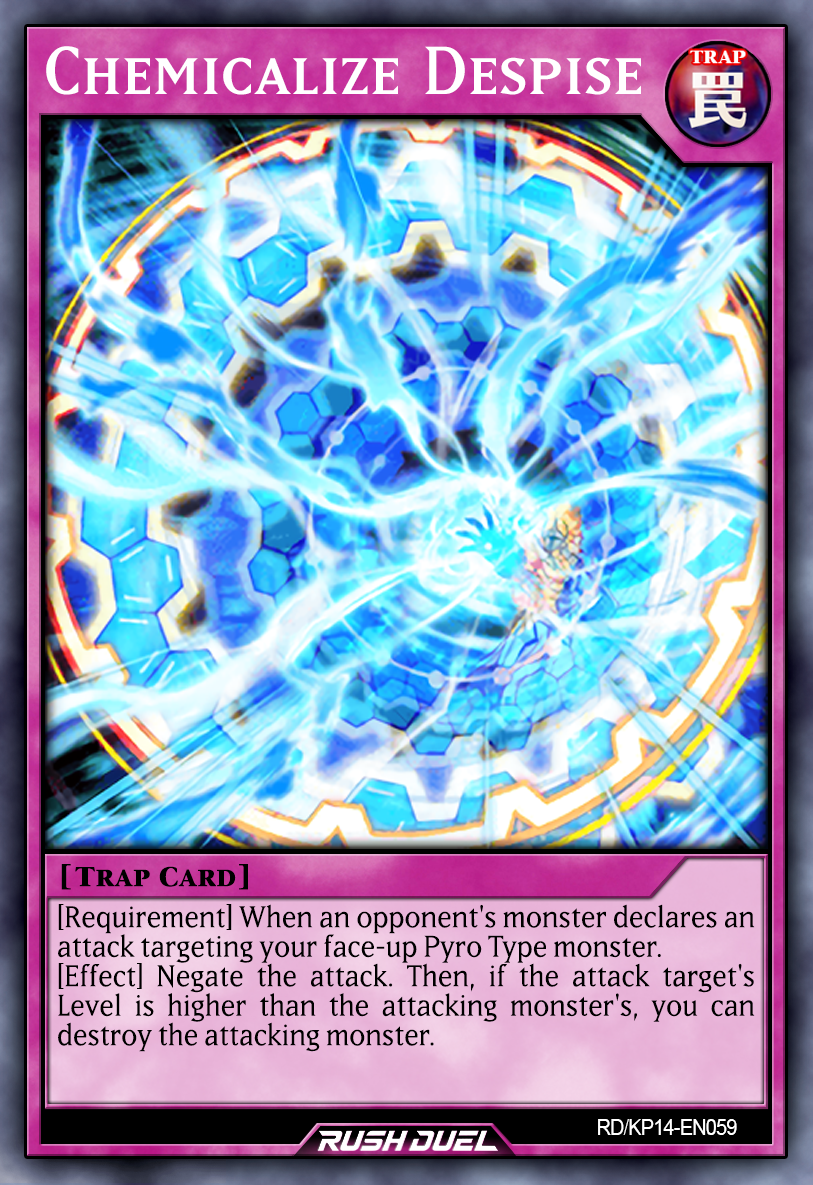 Chemicalize Despise
TRAP
罠
[Trap Card]
[Requirement] When an opponent's monster declares an
attack targeting your face-up Pyro Type monster.
[Effect] Negate the attack. Then, if the attack target's
Level is higher than the attacking monster's, you can
destroy the attacking monster.
RD/KP14-EN059
RUSH DUEL